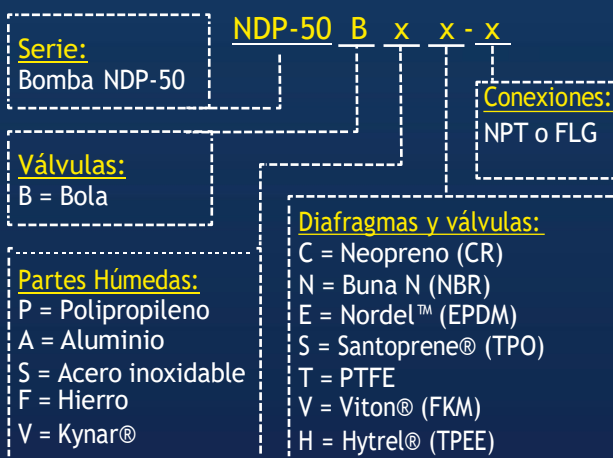 NDP-50 B x x - x
Serie:
Bomba NDP-50
Conexiones:
NPT o FLG
Válvulas:
B = Bola
Diafragmas y válvulas:
C = Neopreno (CR)
N = Buna N (NBR)
E = Nordel™ (EPDM)
S = Santoprene® (TPO)
T = PTFE
V = Viton® (FKM)
H = Hytrel® (TPEE)
Partes Húmedas:
P = Polipropileno
A = Aluminio
S = Acero inoxidable
F = Hierro
V = Kynar®